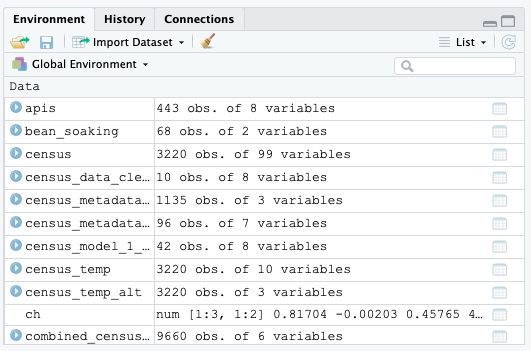 Environment History Connections
Import Dataset List
Global Environment
Data
apis 443 obs. of 8 variables
bean_soaking 68 obs. of 2 variables
census 3220 obs. of 99 variables
census_data_cle… 10 obs. of 8 variables
census_metadata… 1135 obs. of 3 variables
census_metadata… 96 obs. of 7 variables
census_model_1_… 42 obs. of 8 variables
census_temp 3220 obs. of 10 variables
census_temp_alt 3220 obs. of 3 variables
ch num [1:3, 1:2] 0.81704 -0.00203 0.45765 4…
combined_census… 9660 obs. of 6 variables